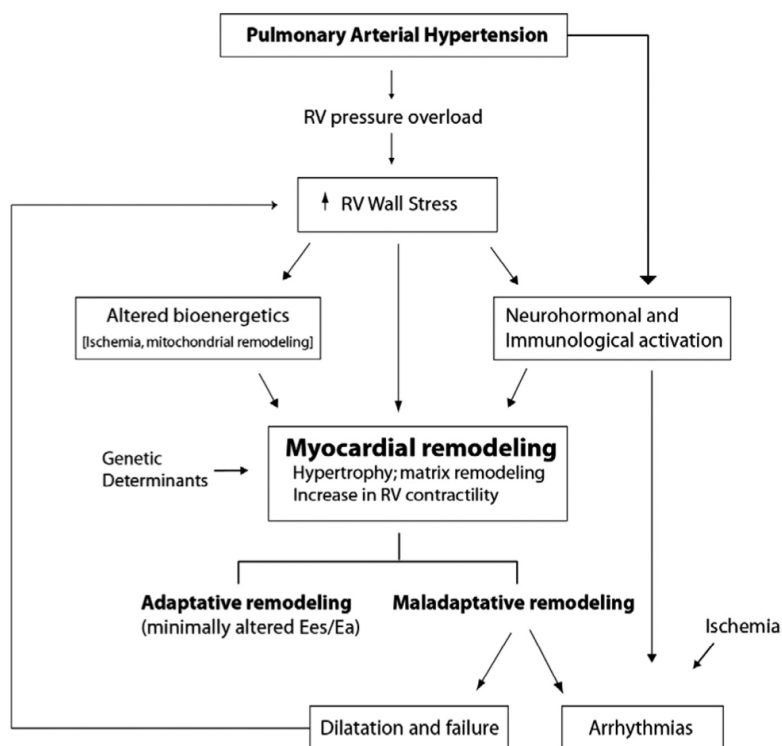 Pulmonary Arterial Hypertension
RV pressure overload
RV Wall Stress
Altered bioenergetics
[Ischemia, mitochondrial remodeling]
Neurohormonal and
Immunological activation
Myocardial remodeling
Hypertrophy; matrix remodeling
Increase in RV contractility
Genetic
Determinants
Adaptative remodeling
(minimally altered Ees/Ea)
Maladaptative remodeling
Ischemia
Dilatation and failure
Arrhythmias